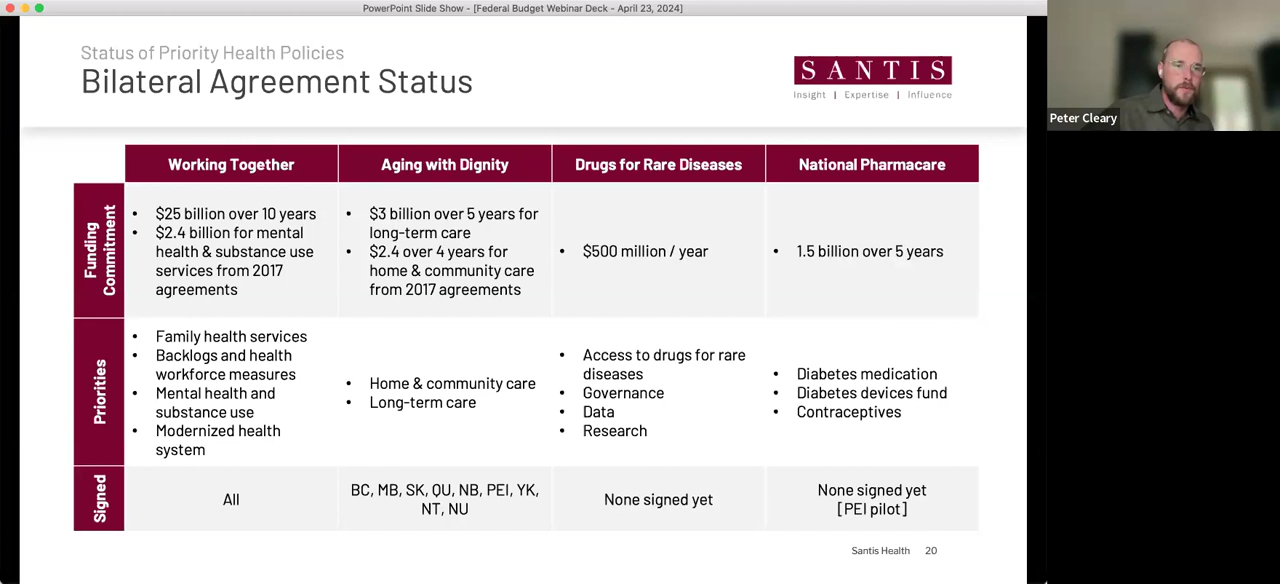 PowerPoint Slide Show - [Federal Budget Webinar Deck - April 23, 2024]
Status of Priority Health Policies
Bilateral Agreement Status
SANTIS
Insight | Expertise | Influence
Peter Cleary
Working Together
Aging with Dignity
Drugs for Rare Diseases
National Pharmacare
Funding
Commitment
• $25 billion over 10 years
• $2.4 billion for mental
health & substance use
services from 2017
agreements
• $3 billion over 5 years for
long-term care
• $2.4 over 4 years for
home & community care
from 2017 agreements
• $500 million / year
• 1.5 billion over 5 years
Priorities
• Family health services
• Backlogs and health
workforce measures
• Mental health and
substance use
• Modernized health
system
• Home & community care
• Long-term care
• Access to drugs for rare
diseases
• Governance
• Data
• Research
• Diabetes medication
• Diabetes devices fund
• Contraceptives
Signed
All
BC, MB, SK, QU, NB, PEI, YK,
NT, NU
None signed yet
None signed yet
[PEI pilot]
Santis Health 20